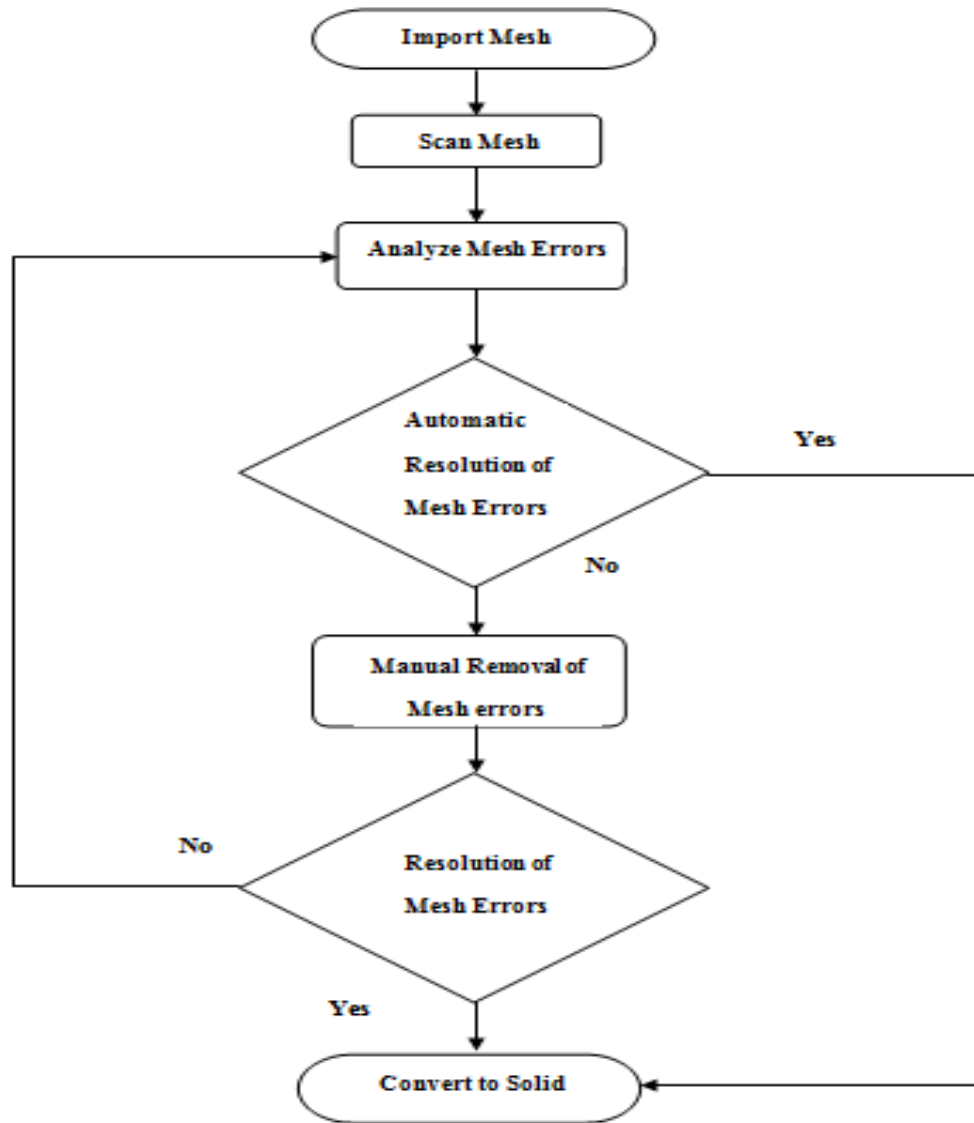 Import Mesh
Scan Mesh
Analyze Mesh Errors
Automatic
Resolution of
Mesh Errors
Yes
No
Manual Removal of
Mesh errors
No
Resolution of
Mesh Errors
Yes
Convert to Solid